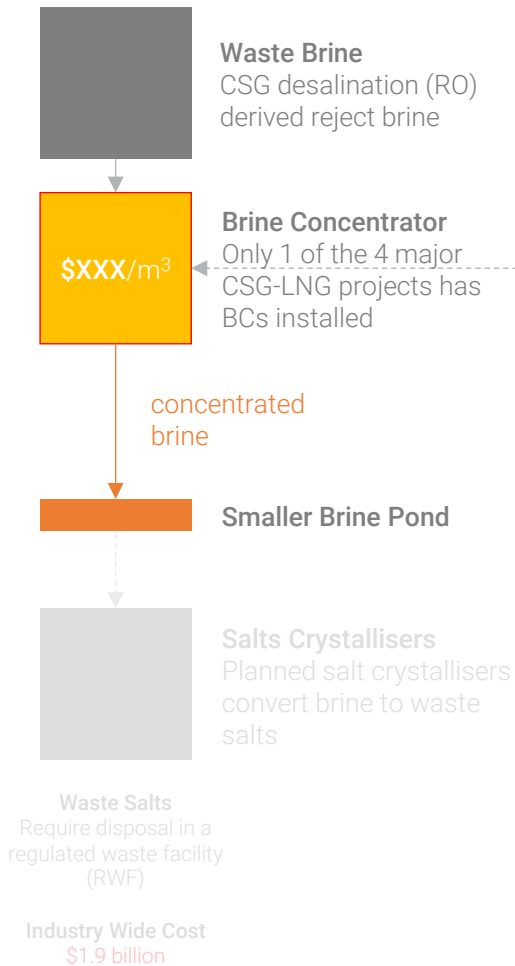 Waste Brine
CSG desalination (RO)
derived reject brine
$XXX/m³
Brine Concentrator
Only 1 of the 4 major
CSG-LNG projects has
BCs installed
concentrated
brine
Smaller Brine Pond
Salts Crystallisers
Planned salt crystallisers
convert brine to waste
salts
Waste Salts
Require disposal in a
regulated waste facility
(RWF)
Industry Wide Cost
$1.9 billion